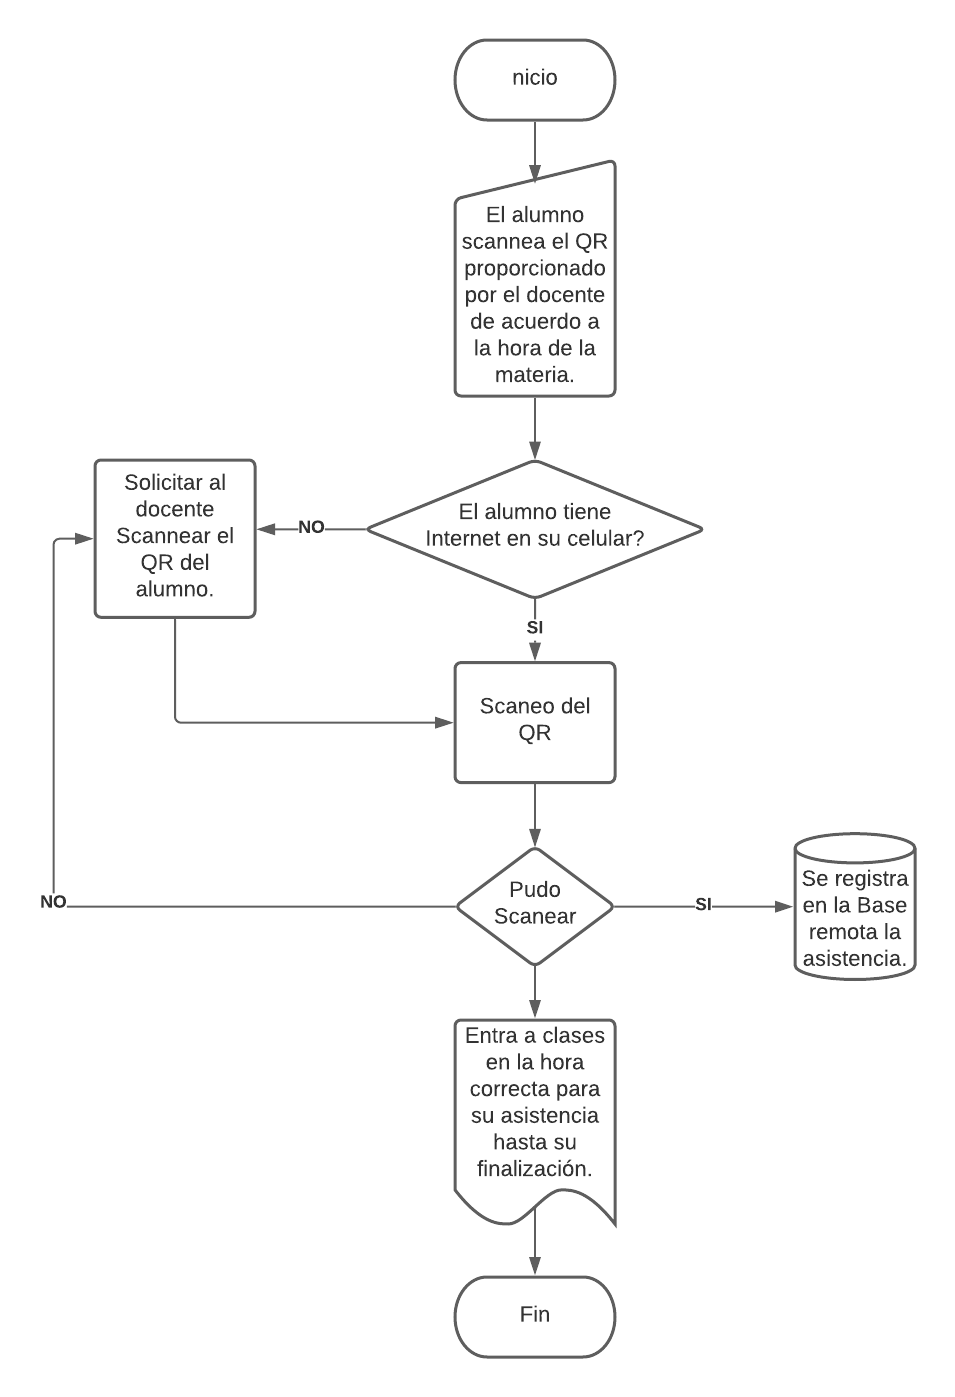 nicio
El alumno
scannea el QR
proporcionado
por el docente
de acuerdo a
la hora de la
materia.
El alumno tiene
Internet en su celular?
NO
Solicitar al
docente
Scannear el
QR del
alumno.
SI
Scaneo del
QR
Pudo
Scanear
NO
SI
Se registra
en la Base
remota la
asistencia.
Entra a clases
en la hora
correcta para
su asistencia
hasta su
finalización.
Fin